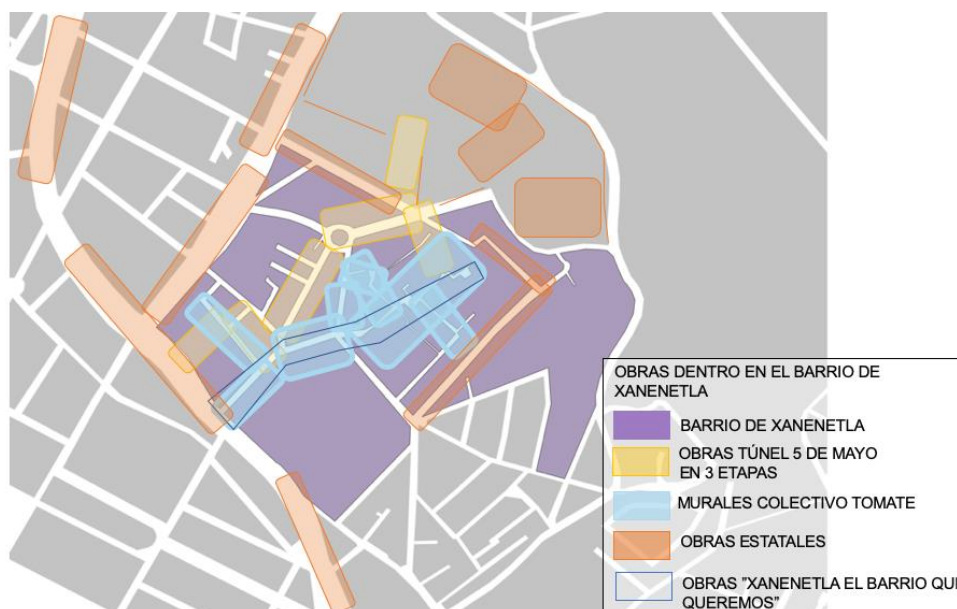 OBRAS DENTRO EN EL BARRIO DE
XANENETLA
BARRIO DE XANENETLA
OBRAS TÚNEL 5 DE MAYO
EN 3 ETAPAS
MURALES COLECTIVO TOMATE
OBRAS ESTATALES
OBRAS "XANENETLA EL BARRIO QUE
QUEREMOS"